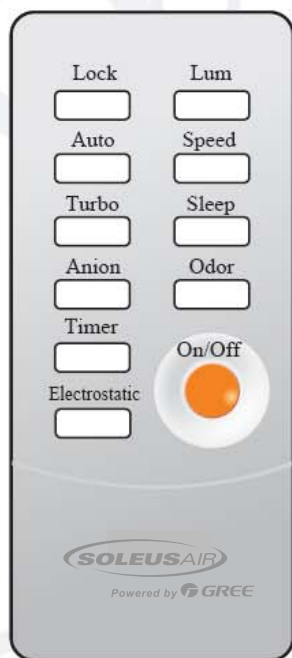 Lock Lum
Auto Speed
Turbo Sleep
Anion Odor
Timer
On/Off
Electrostatic
SOLEUSAIR
Powered by GREE